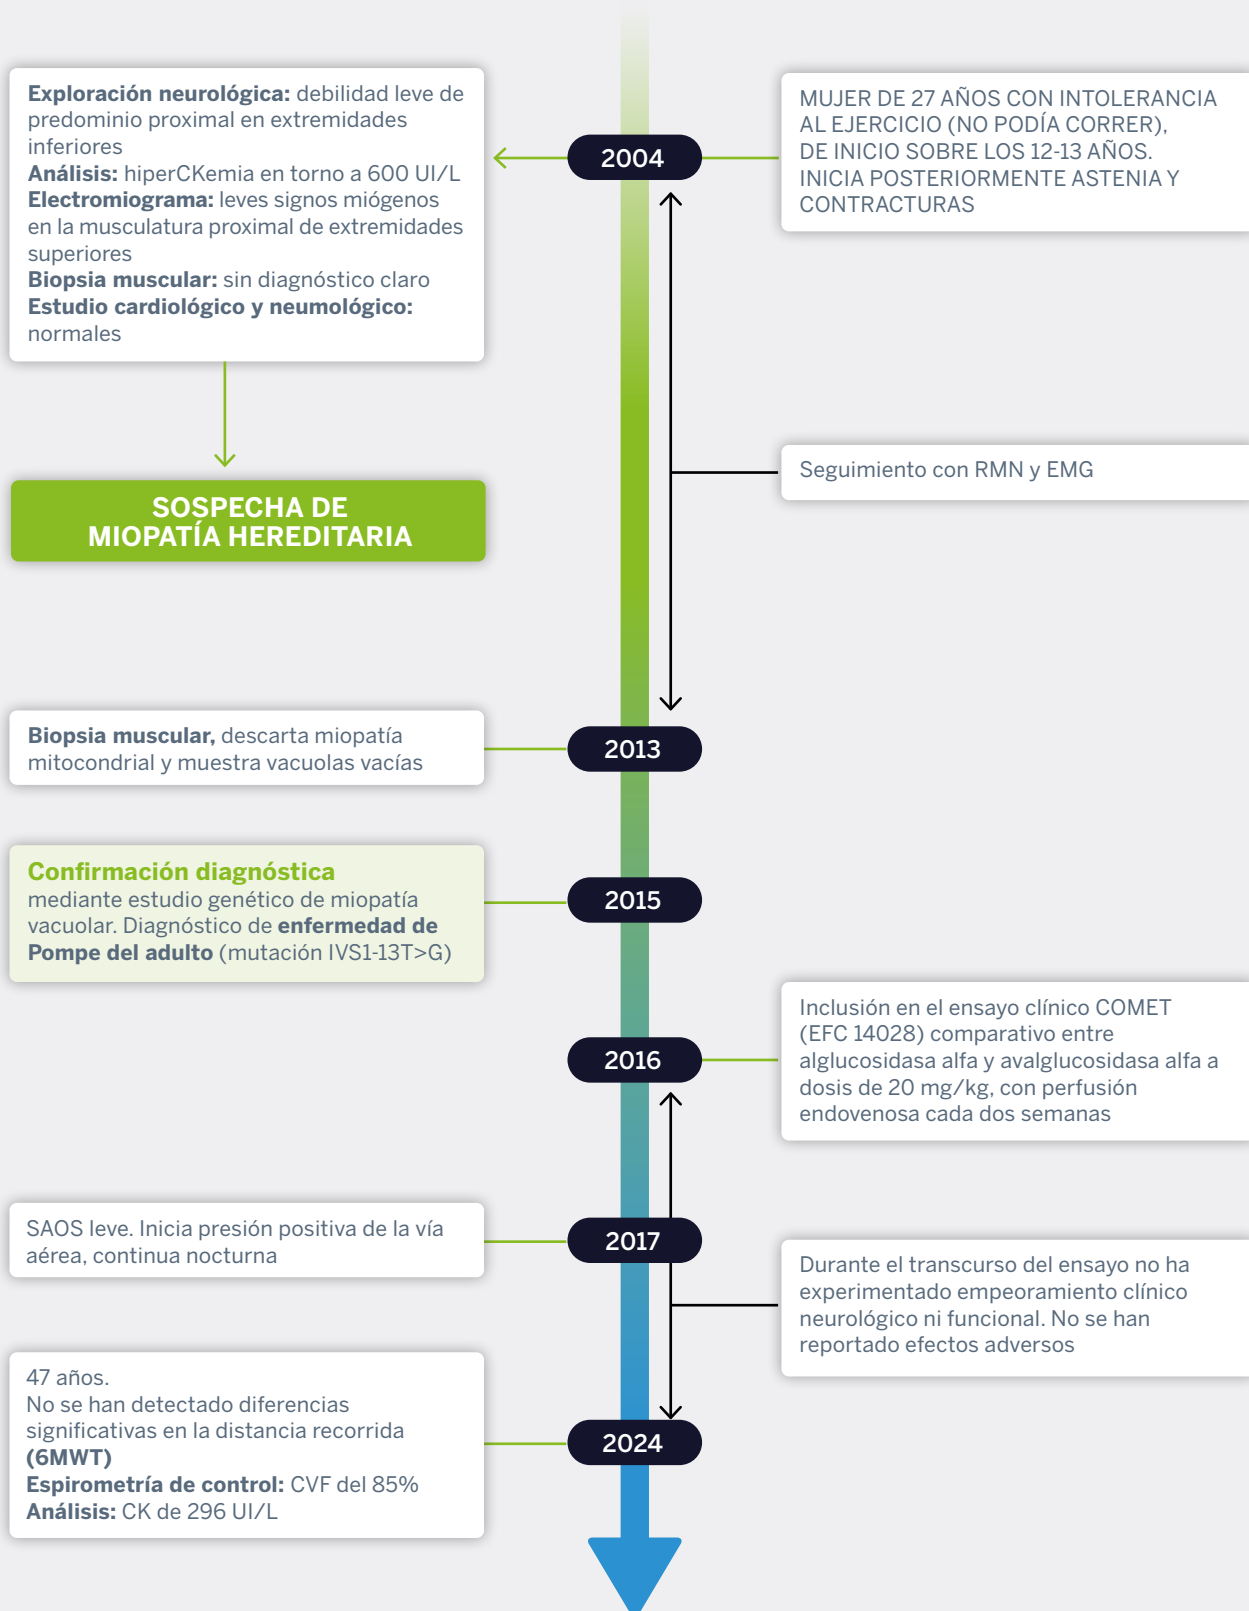 2004
MUJER DE 27 AÑOS CON INTOLERANCIA
AL EJERCICIO (NO PODÍA CORRER),
DE INICIO SOBRE LOS 12-13 AÑOS.
INICIA POSTERIORMENTE ASTENIA Y
CONTRACTURAS
Exploración neurológica: debilidad leve de
predominio proximal en extremidades
inferiores
Análisis: hiperCKemia en torno a 600 UI/L
Electromiograma: leves signos miógenos
en la musculatura proximal de extremidades
superiores
Biopsia muscular: sin diagnóstico claro
Estudio cardiológico y neumológico:
normales
SOSPECHA DE
MIOPATÍA HEREDITARIA
Seguimiento con RMN y EMG
2013
Biopsia muscular, descarta miopatía
mitocondrial y muestra vacuolas vacías
2015
Confirmación diagnóstica
mediante estudio genético de miopatía
vacuolar. Diagnóstico de enfermedad de
Pompe del adulto (mutación IVS1-13T>G)
2016
Inclusión en el ensayo clínico COMET
(EFC 14028) comparativo entre
alglucosidasa alfa y avalglucosidasa alfa a
dosis de 20 mg/kg, con perfusión
endovenosa cada dos semanas
2017
SAOS leve. Inicia presión positiva de la vía
aérea, continua nocturna
Durante el transcurso del ensayo no ha
experimentado empeoramiento clínico
neurológico ni funcional. No se han
reportado efectos adversos
2024
47 años.
No se han detectado diferencias
significativas en la distancia recorrida
(6MWT)
Espirometría de control: CVF del 85%
Análisis: CK de 296 UI/L